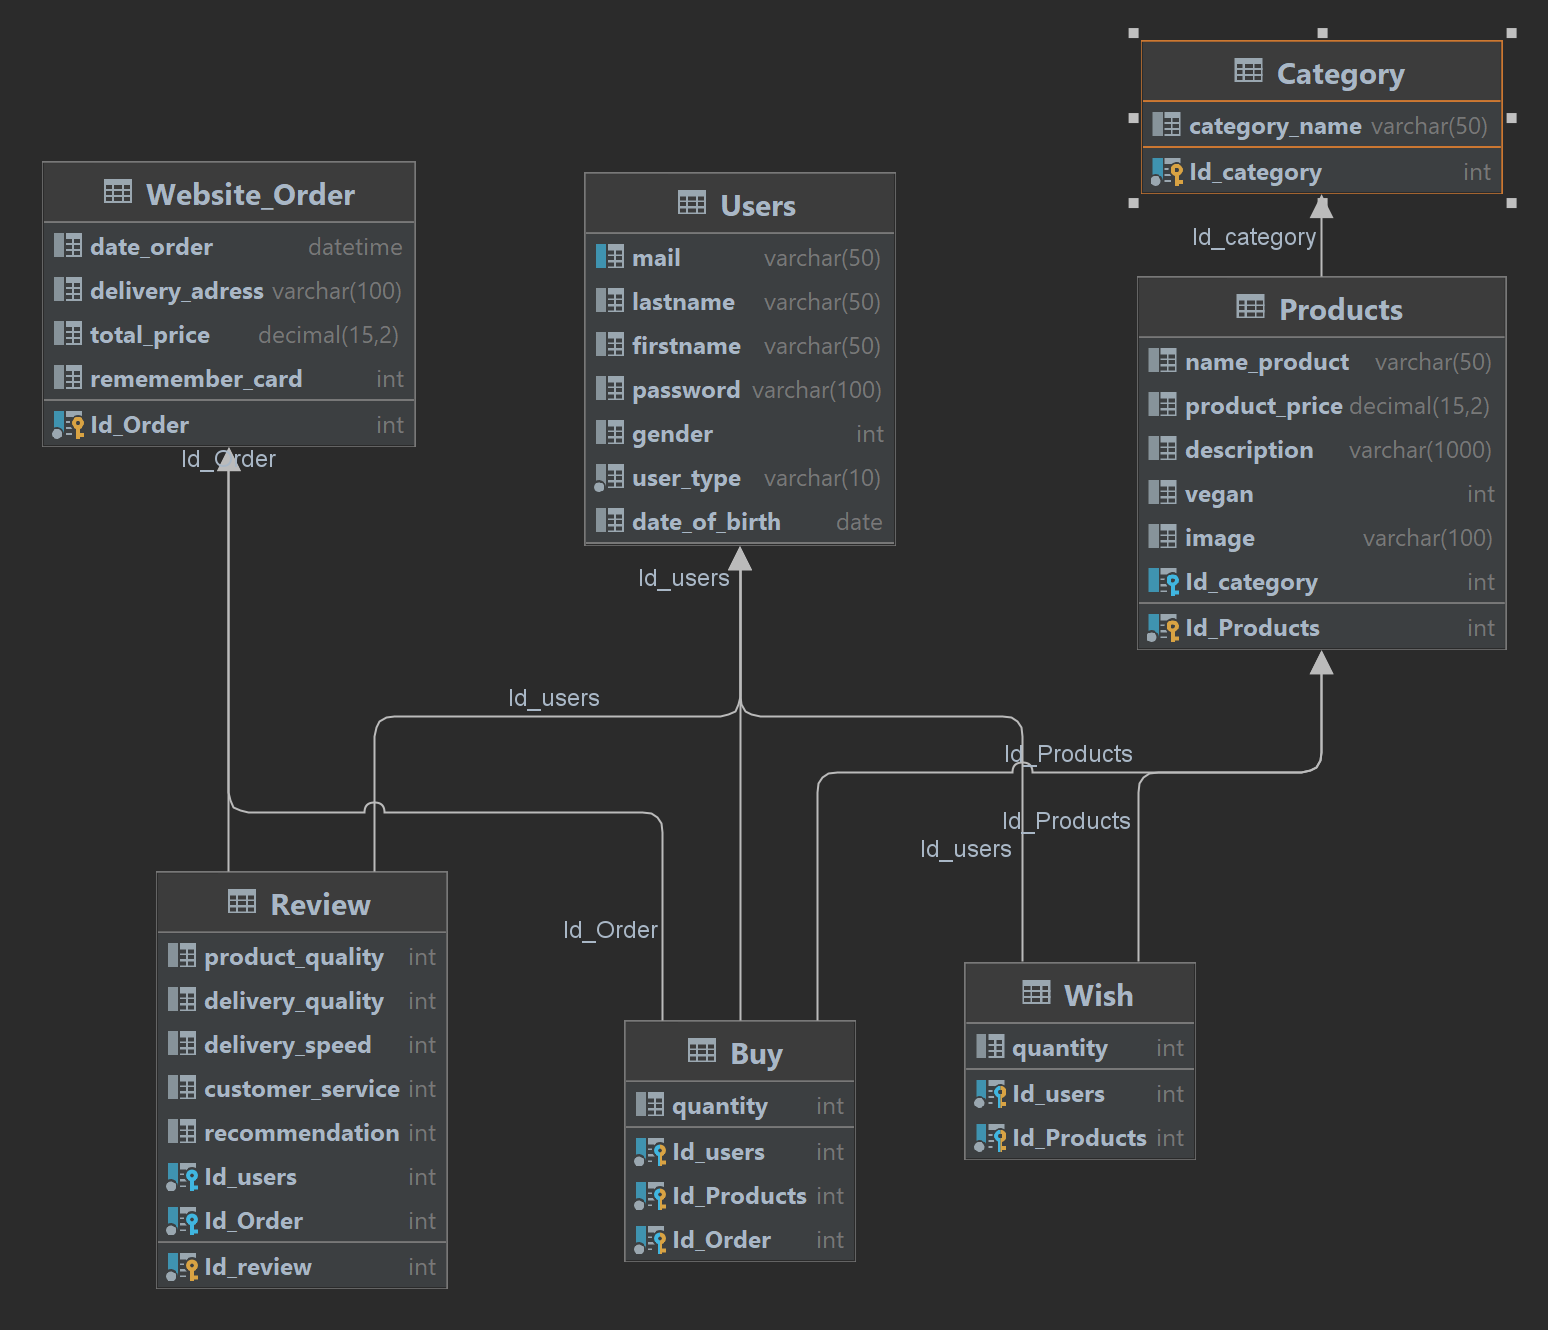 Category
category_name varchar(50)
Id_category int
Id_category
Website_Order
date_order datetime
delivery_adress varchar(100)
total_price decimal(15,2)
rememember_card int
Id_Order int
Id_Order
Users
mail varchar(50)
lastname varchar(50)
firstname varchar(50)
password varchar(100)
gender int
user_type varchar(10)
date_of_birth date
Id_users
Products
name_product varchar(50)
product_price decimal(15,2)
description varchar(1000)
vegan int
image varchar(100)
Id_category int
Id_Products int
Id_users
Id_Products
Id_Products
Id_users
Id_Order
Review
product_quality int
delivery_quality int
delivery_speed int
customer_service int
recommendation int
Id_users int
Id_Order int
Id_review int
Buy
quantity int
Id_users int
Id_Products int
Id_Order int
Wish
quantity int
Id_users int
Id_Products int